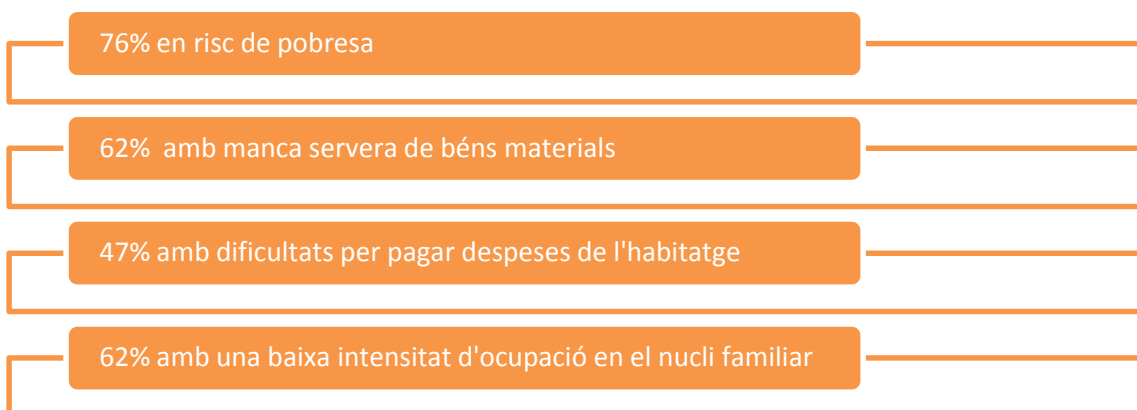 76% en risc de pobresa
62%  amb manca servera de béns materials
47% amb dificultats per pagar despeses de l'habitatge
62% amb una baixa intensitat d'ocupació en el nucli familiar